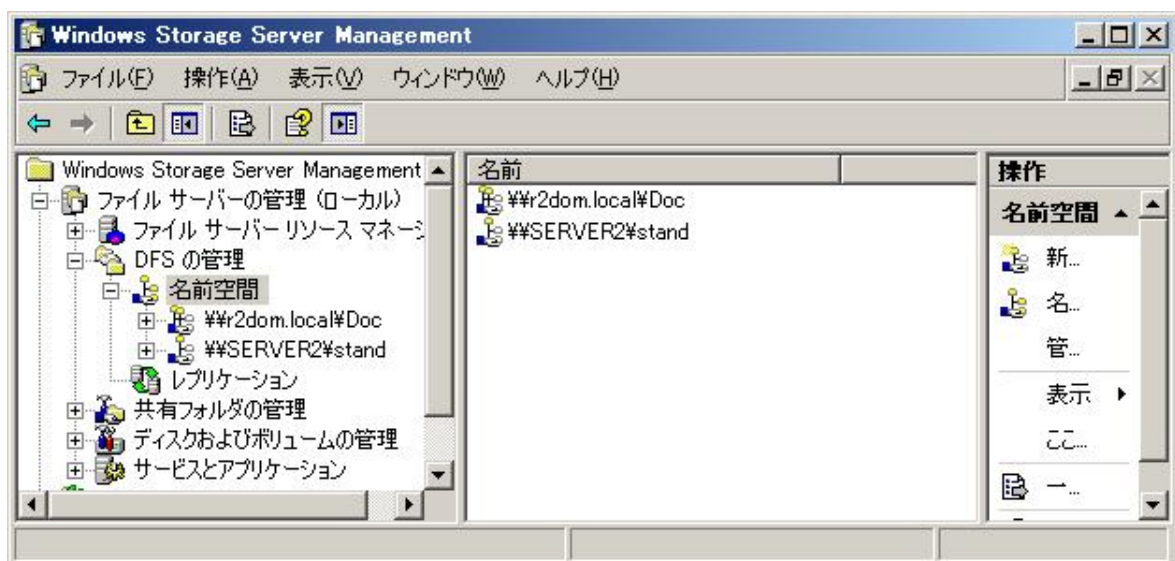 Windows Storage Server Management
ファイル(F) 操作(A) 表示(V) ウィンドウ(W) ヘルプ(H)
Windows Storage Server Management
ファイル サーバーの管理 (ローカル)
ファイル サーバー リソース マネージ
DFS の管理
名前空間
¥¥r2dom.local¥Doc
¥¥SERVER2¥stand
レプリケーション
共有フォルダの管理
ディスクおよびボリュームの管理
サービスとアプリケーション
名前
¥¥r2dom.local¥Doc
¥¥SERVER2¥stand
操作
名前空間
新...
名...
管...
表示
ここ...
一...